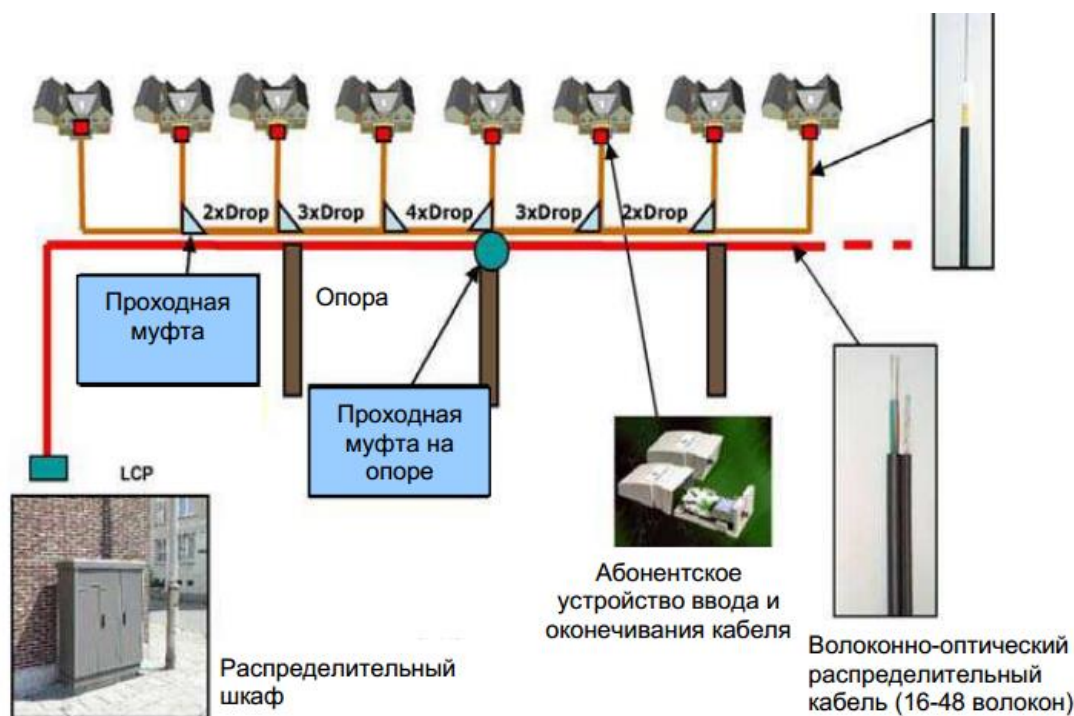 2xDrop
3xDrop
4xDrop
3xDrop
2xDrop
Проходная
муфта
Опора
Проходная
муфта на
опоре
LCP
Распределительный
шкаф
Абонентское
устройство ввода и
оконечивания кабеля
Волоконно-оптический
распределительный
кабель (16-48 волокон)